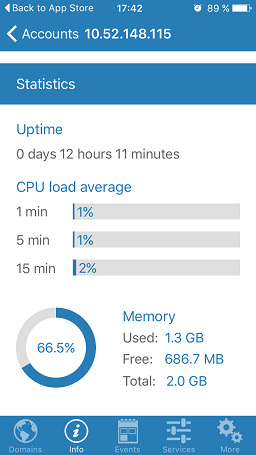 Back to App Store 17:42 89 %
Accounts 10.52.148.115
Statistics
Uptime
0 days 12 hours 11 minutes
CPU load average
1 min 1%
5 min 1%
15 min 2%
66.5%
Memory
Used: 1.3 GB
Free: 686.7 MB
Total: 2.0 GB
Domains Info Events Services More